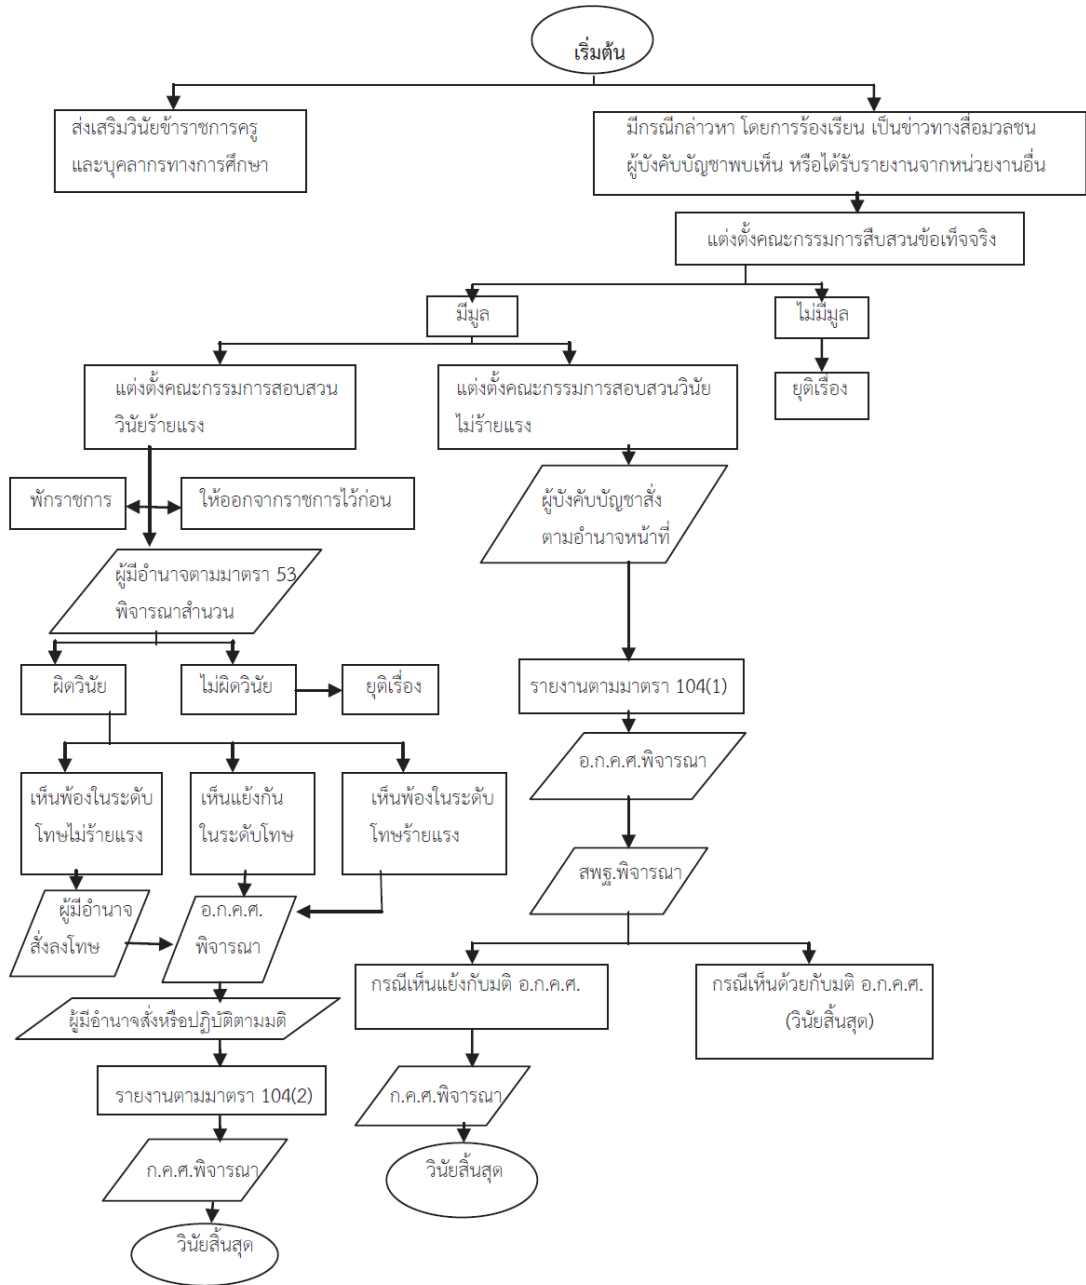 เริ่มต้น
ส่งเสริมวินัยข้าราชการครู
และบุคลากรทางการศึกษา
มีกรณีกล่าวหา โดยการร้องเรียน เป็นข่าวทางสื่อมวลชน
ผู้บังคับบัญชาพบเห็น หรือได้รับรายงานจากหน่วยงานอื่น
แต่งตั้งคณะกรรมการสืบสวนข้อเท็จจริง
มีมูล
ไม่มีมูล
แต่งตั้งคณะกรรมการสอบสวน
วินัยร้ายแรง
แต่งตั้งคณะกรรมการสอบสวนวินัย
ไม่ร้ายแรง
ยุติเรื่อง
พักราชการ
ให้ออกจากราชการไว้ก่อน
ผู้บังคับบัญชาสั่ง
ตามอำนาจหน้าที่
ผู้มีอำนาจตามมาตรา 53
พิจารณาสำนวน
ผิดวินัย
ไม่ผิดวินัย
ยุติเรื่อง
รายงานตามมาตรา 104(1)
อ.ก.ค.ศ.พิจารณา
เห็นพ้องในระดับ
โทษไม่ร้ายแรง
เห็นแย้งกัน
ในระดับโทษ
เห็นพ้องในระดับ
โทษร้ายแรง
สพฐ.พิจารณา
ผู้มีอำนาจ
สั่งลงโทษ
อ.ก.ค.ศ.
พิจารณา
กรณีเห็นแย้งกับมติ อ.ก.ค.ศ.
กรณีเห็นด้วยกับมติ อ.ก.ค.ศ.
(วินัยสิ้นสุด)
ผู้มีอำนาจสั่งหรือปฏิบัติตามมติ
รายงานตามมาตรา 104(2)
ก.ค.ศ.พิจารณา
ก.ค.ศ.พิจารณา
วินัยสิ้นสุด
วินัยสิ้นสุด